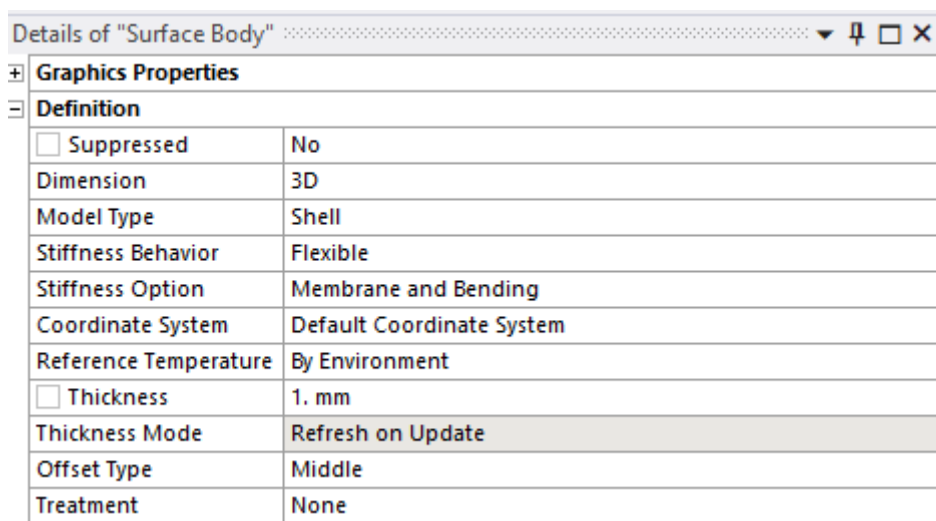 Details of "Surface Body"
Graphics Properties
Definition
Suppressed No
Dimension 3D
Model Type Shell
Stiffness Behavior Flexible
Stiffness Option Membrane and Bending
Coordinate System Default Coordinate System
Reference Temperature By Environment
Thickness 1. mm
Thickness Mode Refresh on Update
Offset Type Middle
Treatment None